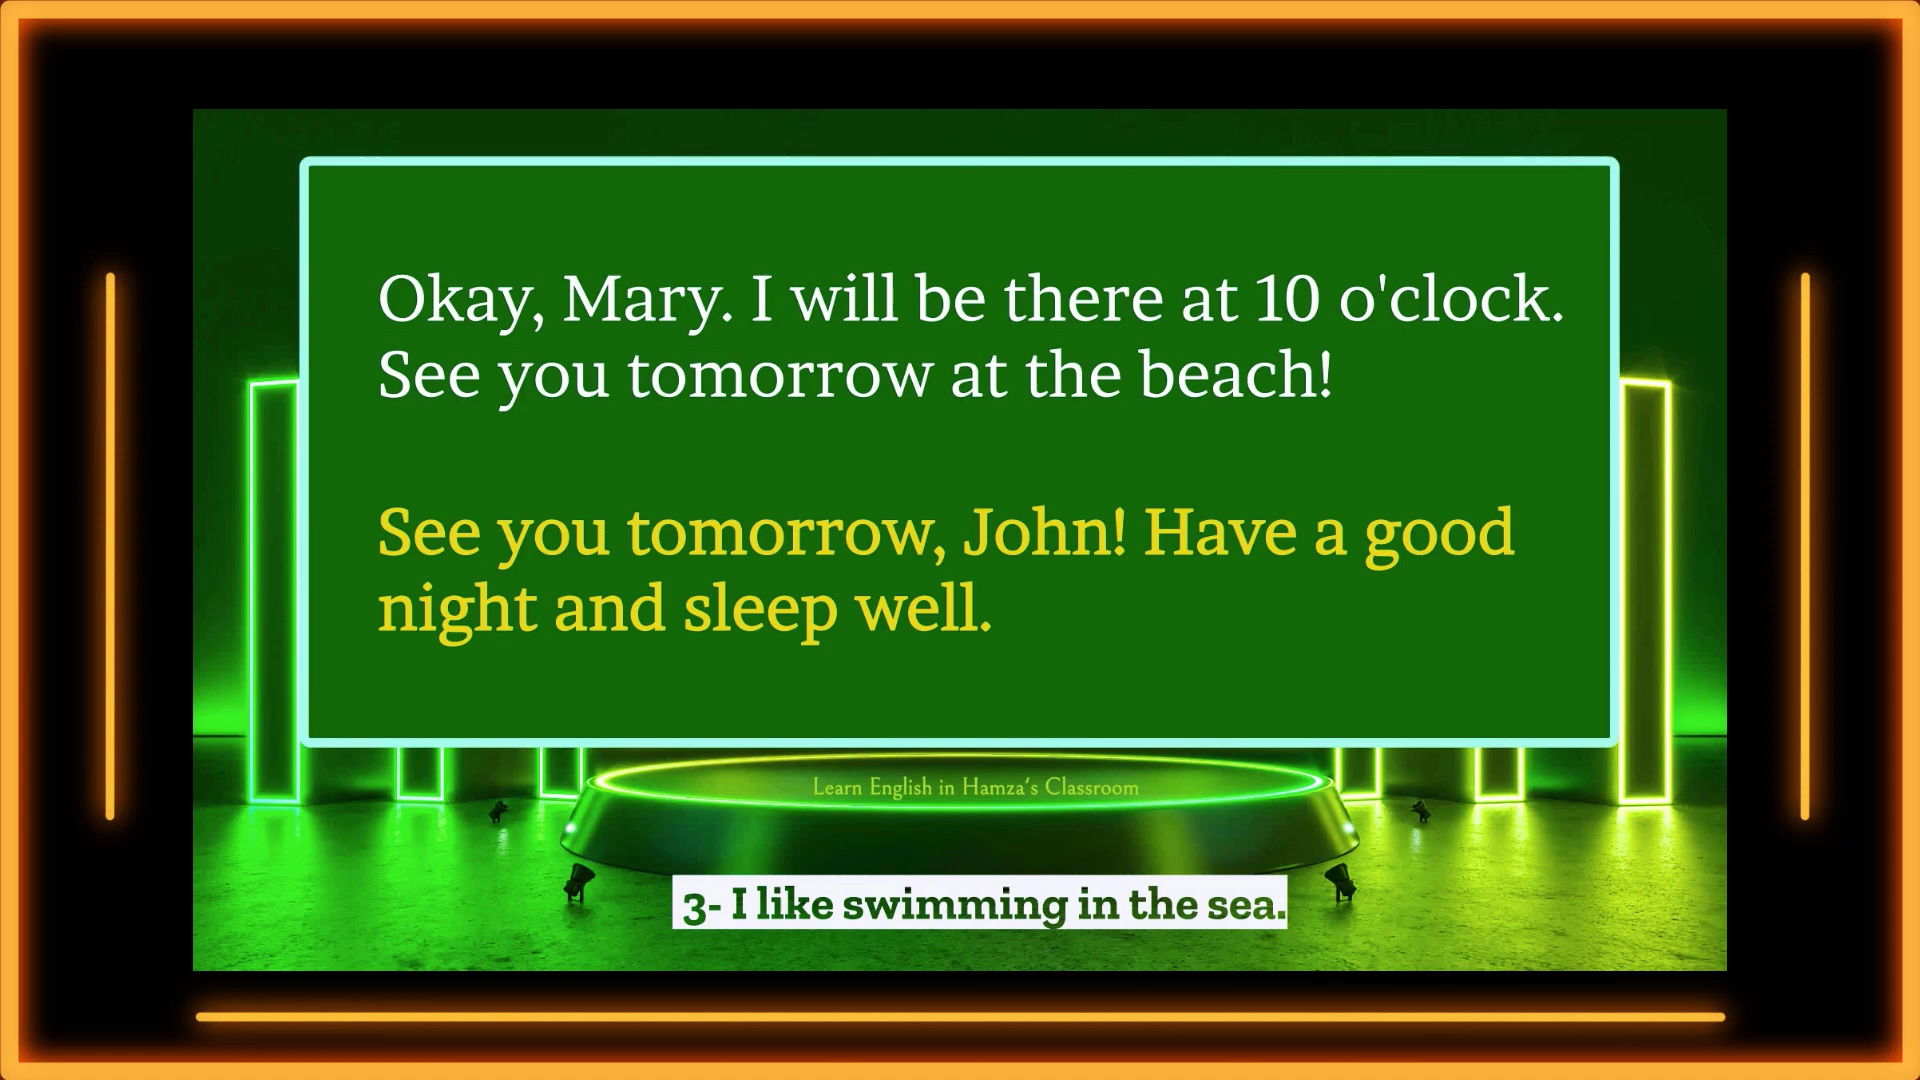 Okay, Mary. I will be there at 10 o'clock.
See you tomorrow at the beach!
See you tomorrow, John! Have a good
night and sleep well.
Learn English in Hamza's Classroom
3- I like swimming in the sea.